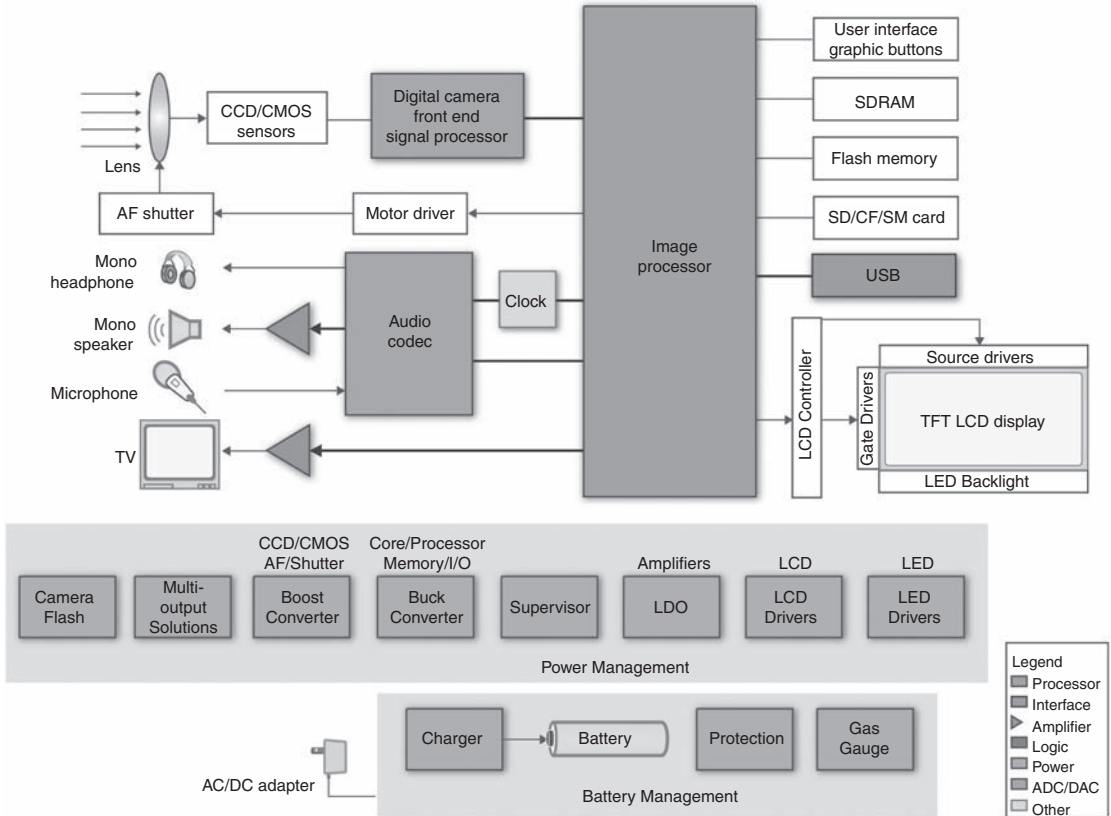 User interface
graphic buttons
SDRAM
Flash memory
SD/CF/SM card
USB
Lens
CCD/CMOS
sensors
Digital camera
front end
signal processor
AF shutter
Motor driver
Image
processor
Mono
headphone
Mono
speaker
Microphone
TV
Audio
codec
Clock
LCD Controller
Gate Drivers
Source drivers
TFT LCD display
LED Backlight
Camera
Flash
Multi-
output
Solutions
CCD/CMOS
AF/Shutter
Boost
Converter
Core/Processor
Memory/I/O
Buck
Converter
Supervisor
Amplifiers
LDO
LCD
LCD
Drivers
LED
LED
Drivers
Power Management
AC/DC adapter
Charger
Battery
Protection
Gas
Gauge
Battery Management
Legend
Processor
Interface
Amplifier
Logic
Power
ADC/DAC
Other